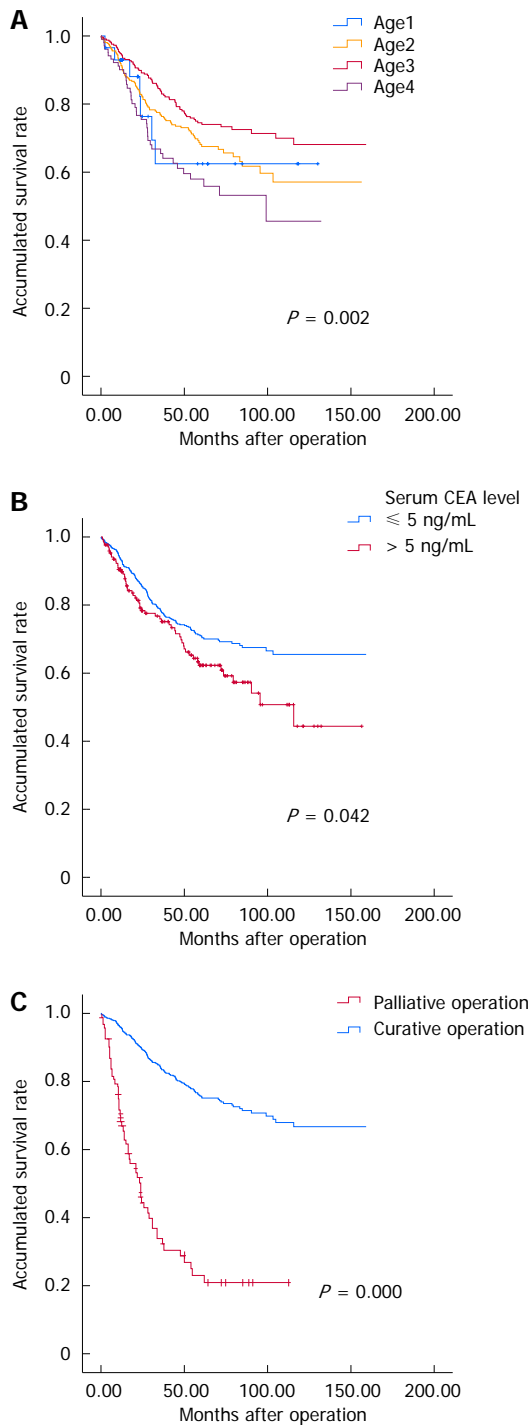 A
Age1
Age2
Age3
Age4
Accumulated survival rate
1.0
0.8
0.6
0.4
0.2
0
P = 0.002
0.00 50.00 100.00 150.00 200.00
Months after operation
B
Serum CEA level
≤ 5 ng/mL
> 5 ng/mL
Accumulated survival rate
1.0
0.8
0.6
0.4
0.2
0
P = 0.042
0.00 50.00 100.00 150.00 200.00
Months after operation
C
Palliative operation
Curative operation
Accumulated survival rate
1.0
0.8
0.6
0.4
0.2
0
P = 0.000
0.00 50.00 100.00 150.00 200.00
Months after operation